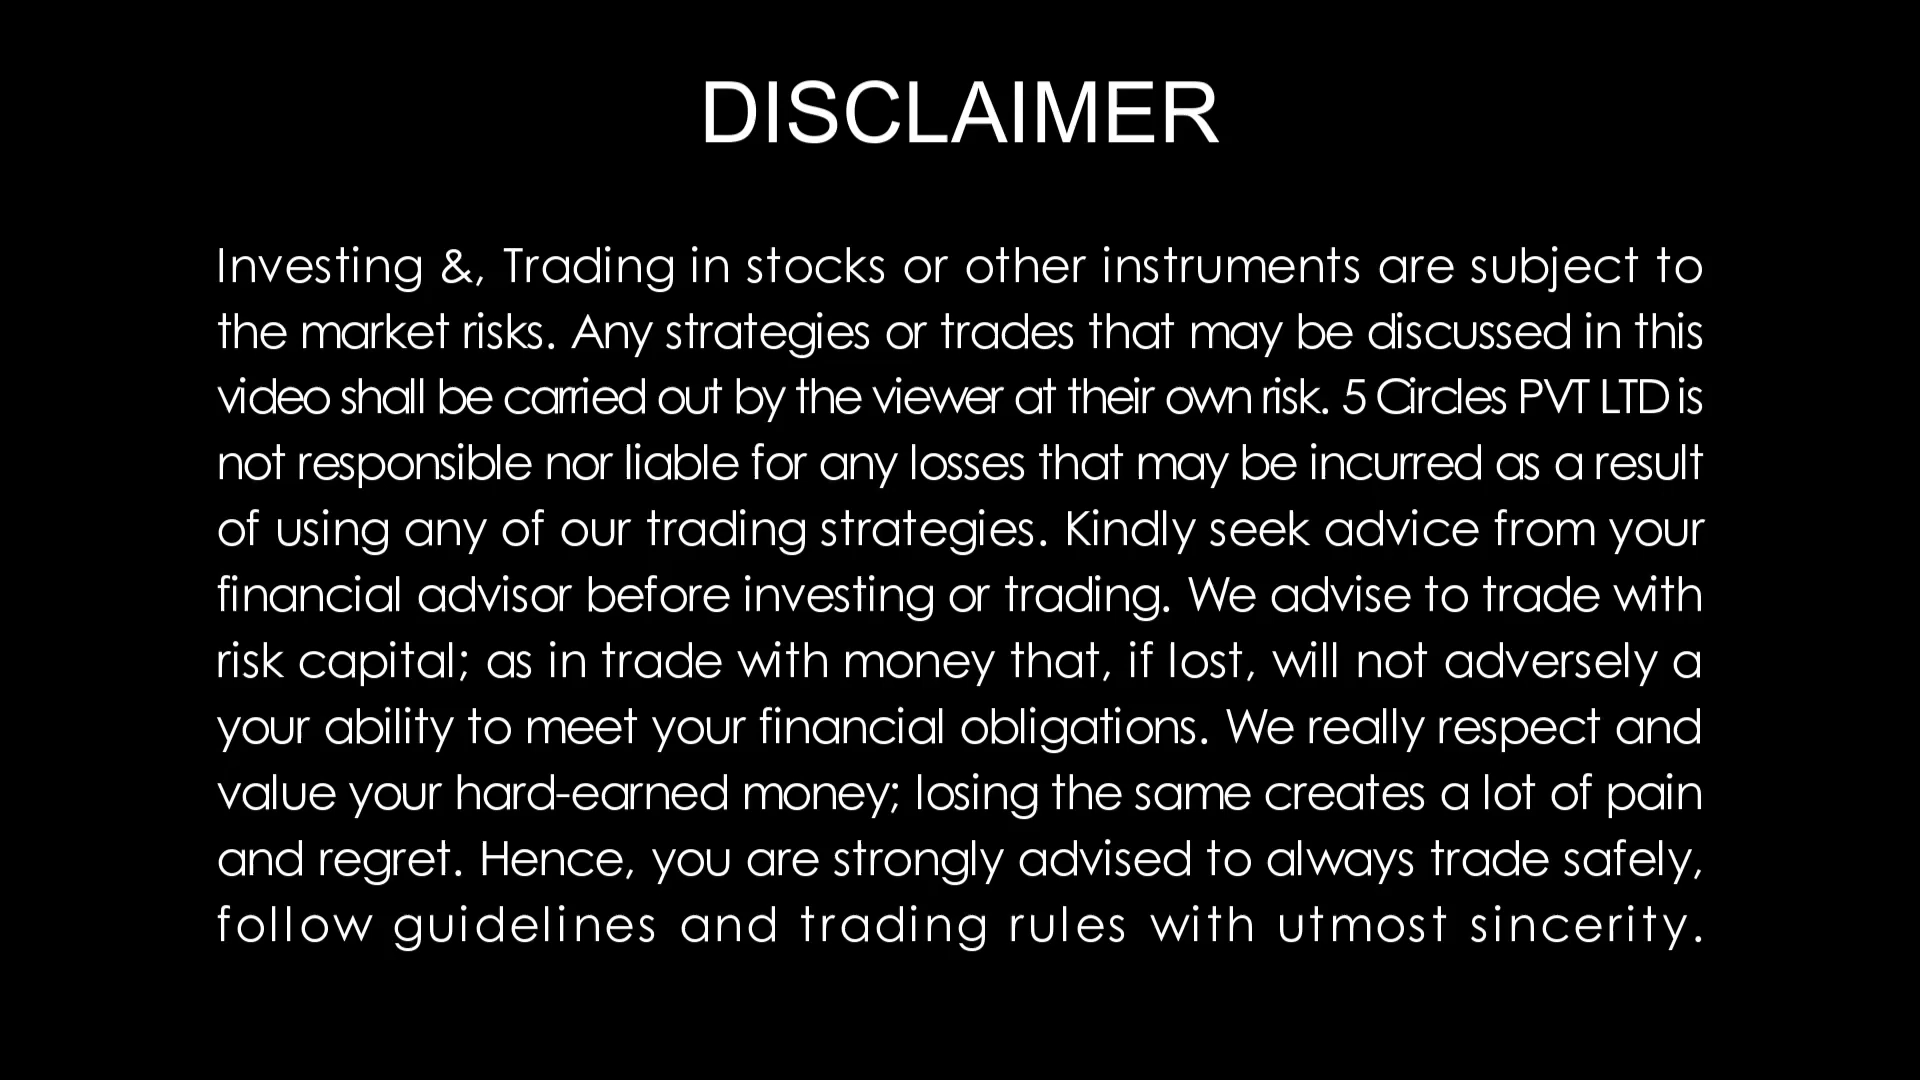 DISCLAIMER
Investing &, Trading in stocks or other instruments are subject to
the market risks. Any strategies or trades that may be discussed in this
video shall be carried out by the viewer at their own risk. 5 Circles PVT LTD is
not responsible nor liable for any losses that may be incurred as a result
of using any of our trading strategies. Kindly seek advice from your
financial advisor before investing or trading. We advise to trade with
risk capital; as in trade with money that, if lost, will not adversely a
your ability to meet your financial obligations. We really respect and
value your hard-earned money; losing the same creates a lot of pain
and regret. Hence, you are strongly advised to always trade safely,
follow guidelines and trading rules with utmost sincerity.